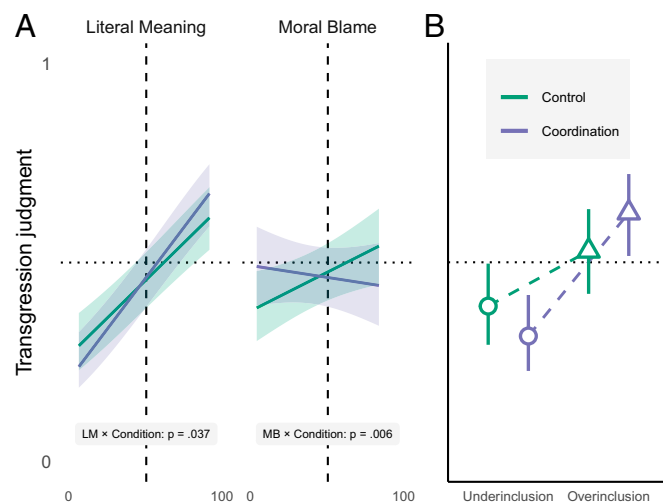 A
Literal Meaning
Moral Blame
B
1
Control
Coordination
Transgression judgment
LM × Condition: p = .037
MB × Condition: p = .006
0
0
100
0
100
Underinclusion
Overinclusion